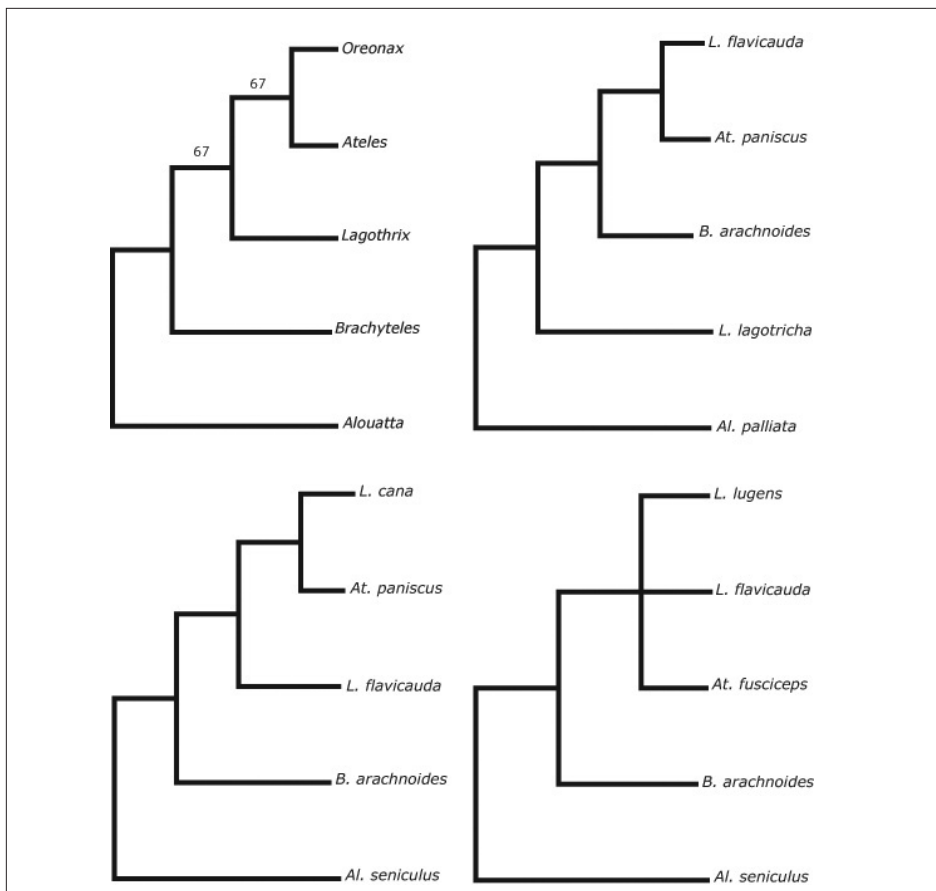 Oreonax
67
Ateles
67
Lagothrix
Brachyteles
Alouatta
L. flavicauda
At. paniscus
B. arachnoides
L. lagotricha
Al. palliata
L. cana
At. paniscus
L. flavicauda
B. arachnoides
Al. seniculus
L. lugens
L. flavicauda
At. fusciceps
B. arachnoides
Al. seniculus